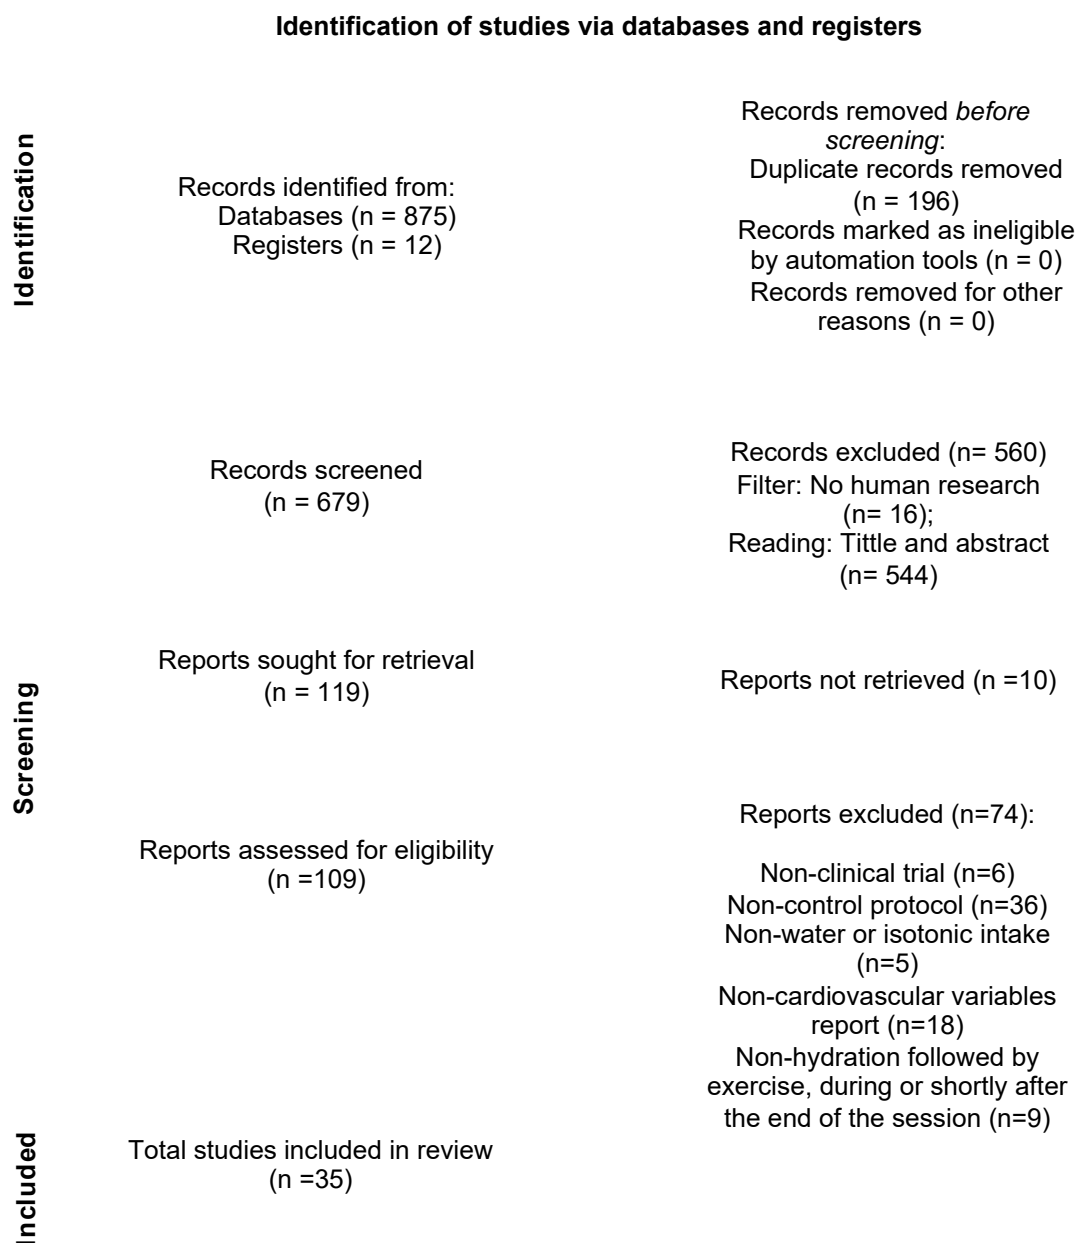 Identification of studies via databases and registers
Identification
Records identified from:
Databases (n = 875)
Registers (n = 12)
Records removed before
screening:
Duplicate records removed
(n = 196)
Records marked as ineligible
by automation tools (n = 0)
Records removed for other
reasons (n = 0)
Screening
Records screened
(n = 679)
Records excluded (n= 560)
Filter: No human research
(n= 16);
Reading: Tittle and abstract
(n= 544)
Reports sought for retrieval
(n = 119)
Reports not retrieved (n =10)
Reports assessed for eligibility
(n =109)
Reports excluded (n=74):
Non-clinical trial (n=6)
Non-control protocol (n=36)
Non-water or isotonic intake
(n=5)
Non-cardiovascular variables
report (n=18)
Non-hydration followed by
exercise, during or shortly after
the end of the session (n=9)
Included
Total studies included in review
(n =35)